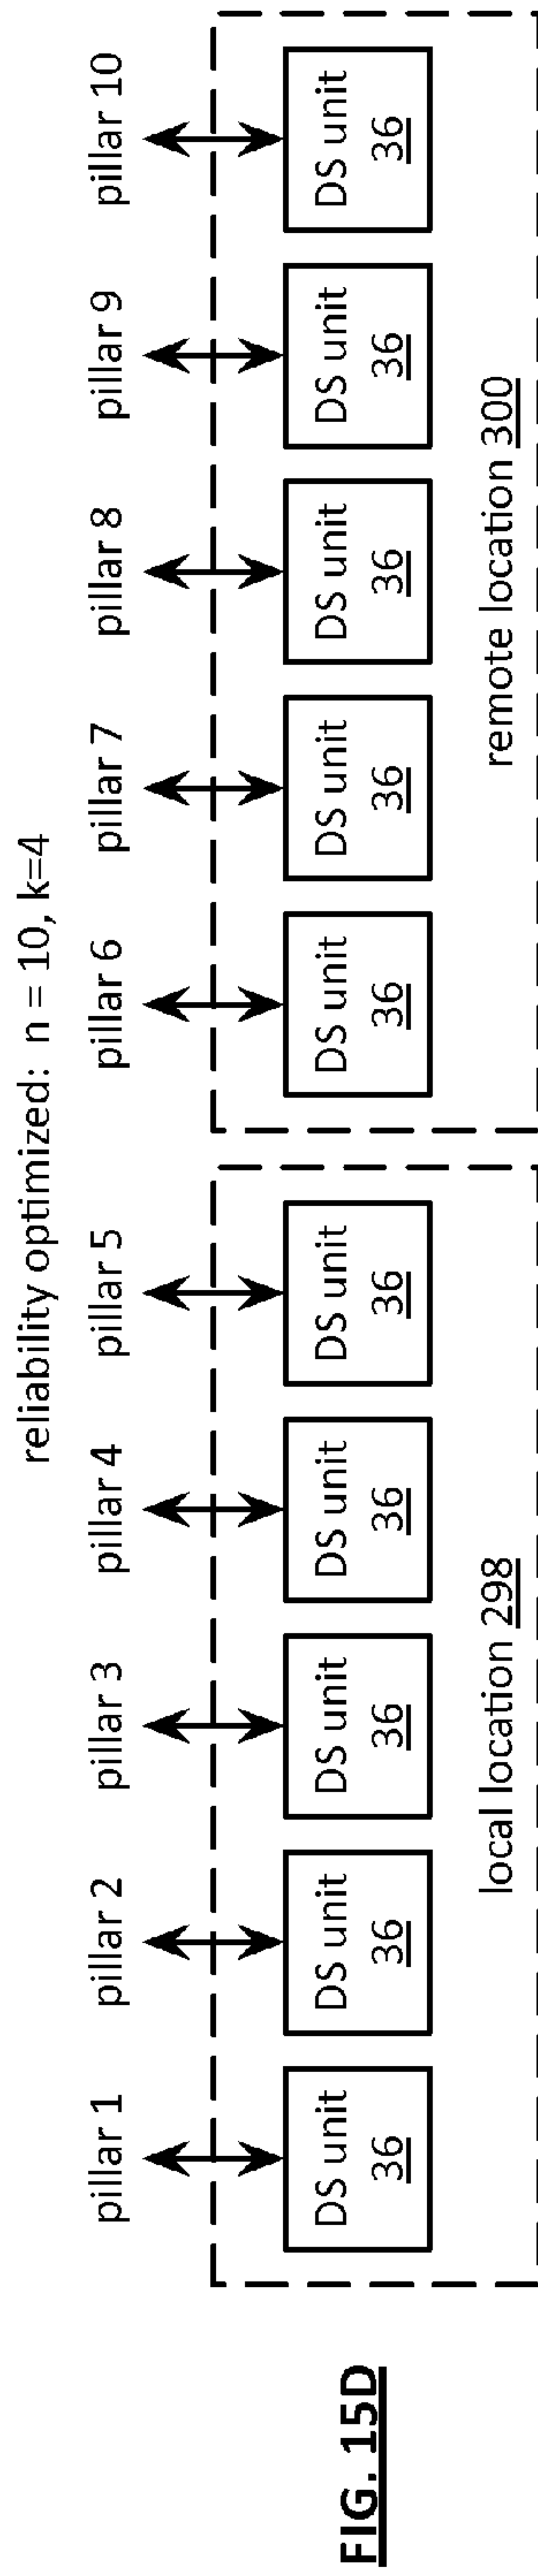 reliability optimized: n = 10, k=4
pillar 1 pillar 2 pillar 3 pillar 4 pillar 5 pillar 6 pillar 7 pillar 8 pillar 9 pillar 10
DS unit DS unit DS unit DS unit DS unit DS unit DS unit DS unit DS unit DS unit
36 36 36 36 36 36 36 36 36 36
local location 298 remote location 300
FIG. 15D